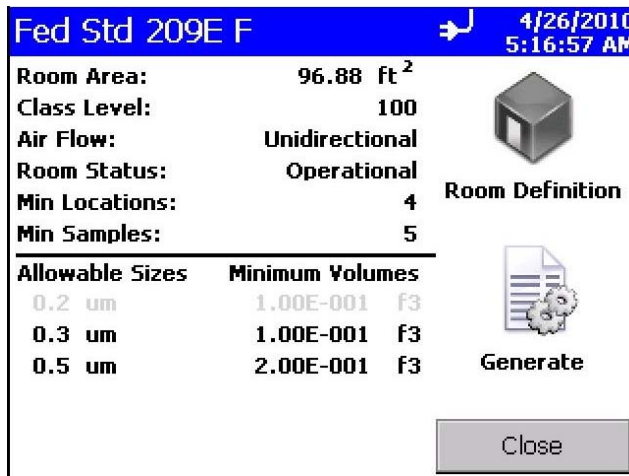 Fed Std 209E F
4/26/2010
5:16:57 AM
Room Area: 96.88 ft²
Class Level: 100
Air Flow: Unidirectional
Room Status: Operational
Min Locations: 4
Min Samples: 5
Room Definition
Allowable Sizes Minimum Volumes
0.2 um 1.00E-001 f3
0.3 um 1.00E-001 f3
0.5 um 2.00E-001 f3
Generate
Close